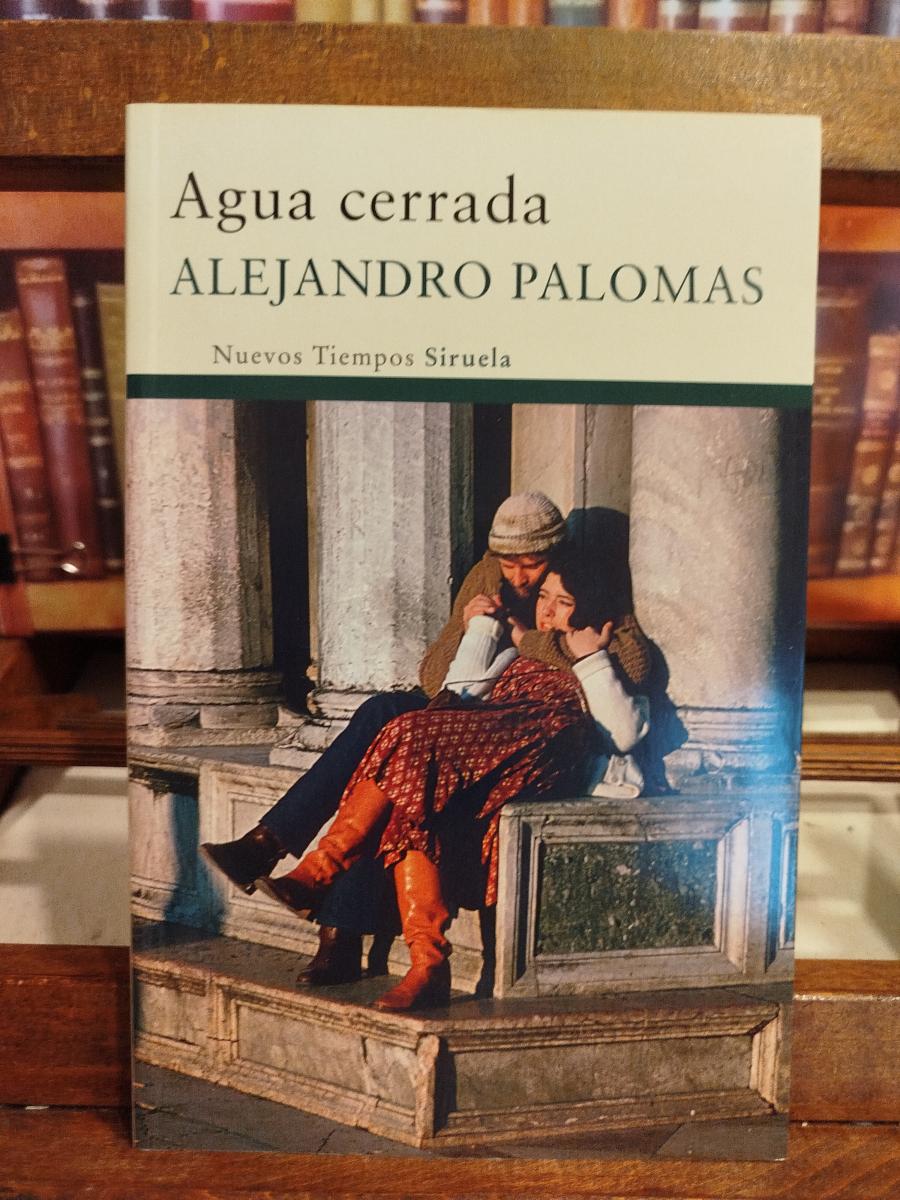 Agua cerrada
ALEJANDRO PALOMAS
Nuevos Tiempos Siruela